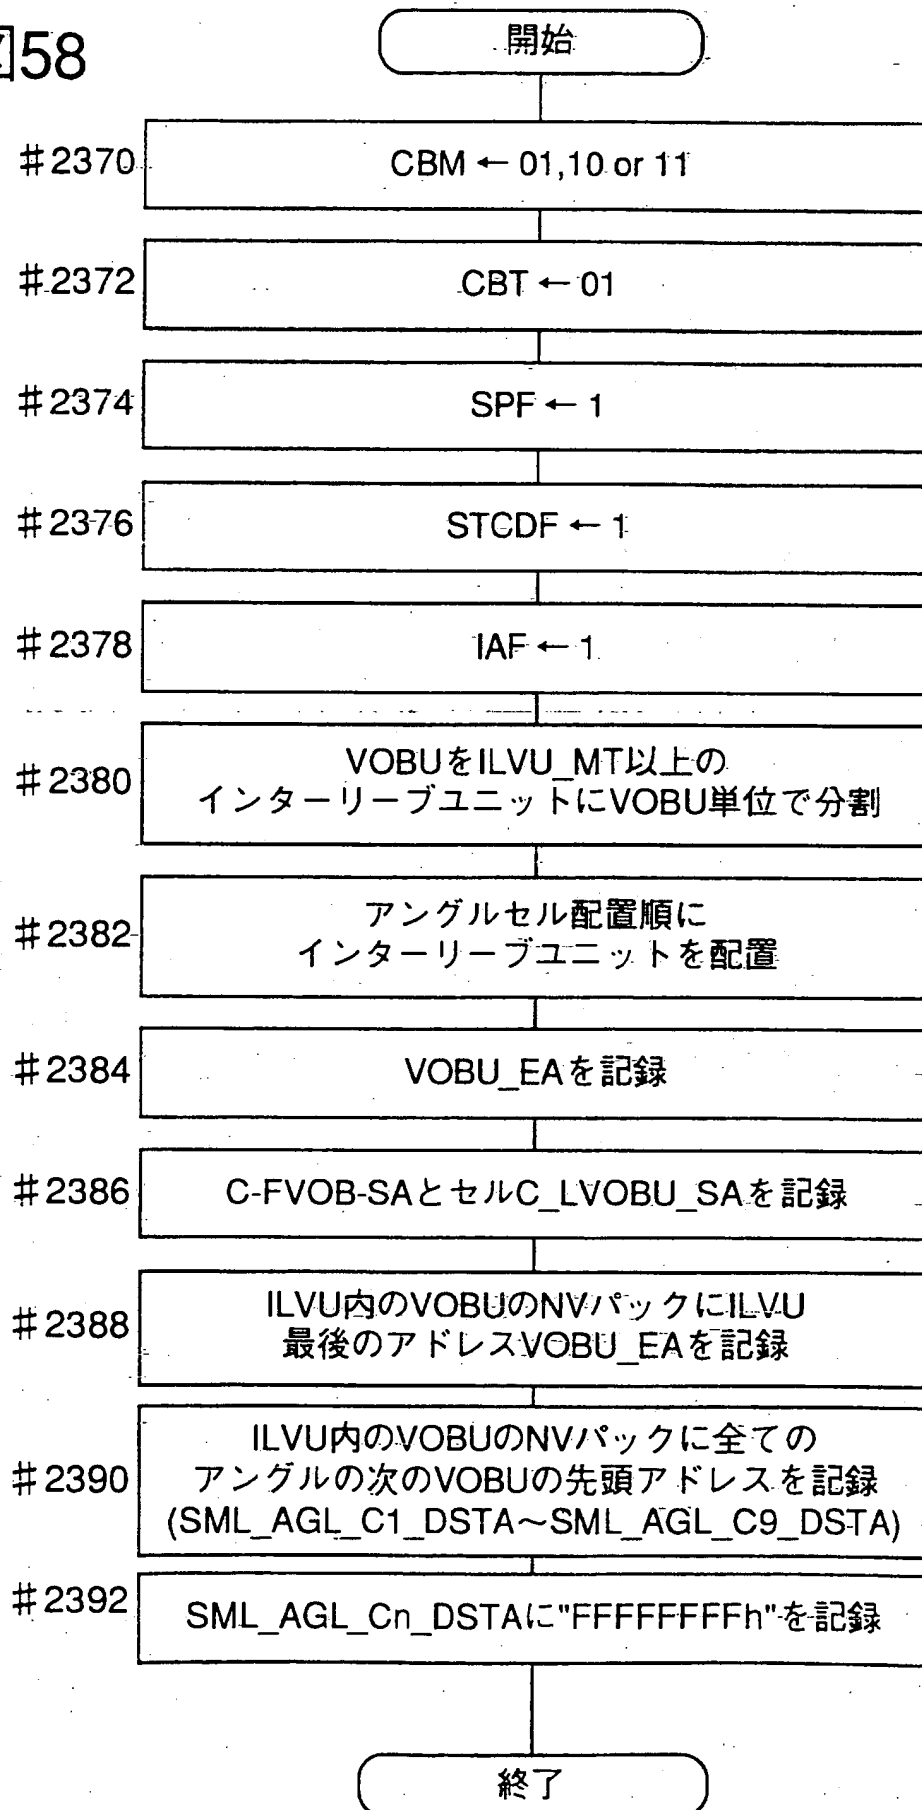 図58
開始
#2370
CBM ← 01,10 or 11
#2372
CBT ← 01
#2374
SPF ← 1
#2376
STCDF ← 1
#2378
IAF ← 1
#2380
VOBUをILVU_MT以上の
インターリーブユニットにVOBU単位で分割
#2382
アングルセル配置順に
インターリーブユニットを配置
#2384
VOBU_EAを記録
#2386
C-FVOB-SAとセルC_LVOBU_SAを記録
#2388
ILVU内のVOBUのNVパックにILVU
最後のアドレスVOBU_EAを記録
#2390
ILVU内のVOBUのNVパックに全ての
アングルの次のVOBUの先頭アドレスを記録
(SML_AGL_C1_DSTA～SML_AGL_C9_DSTA)
#2392
SML_AGL_Cn_DSTAに"FFFFFFFFh"を記録
終了